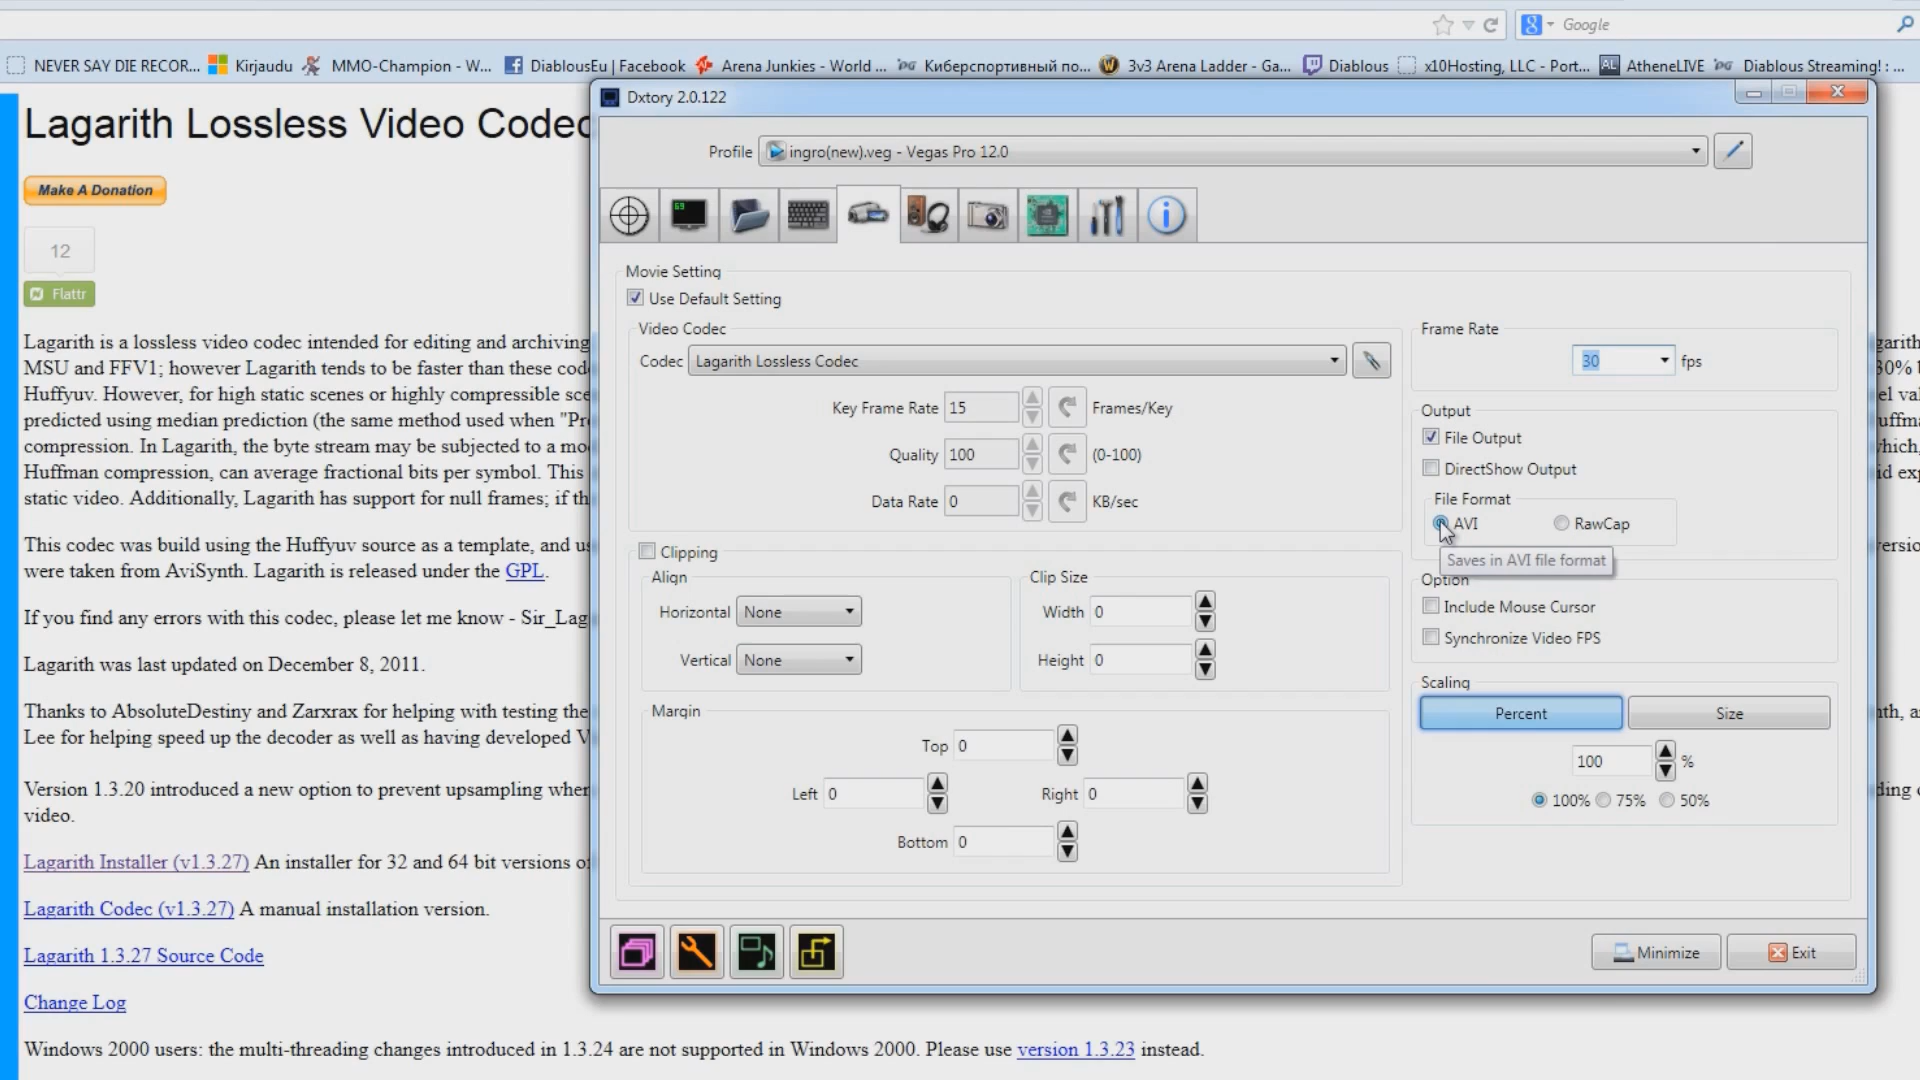 Google
NEVER SAY DIE RECOR... Kirjaudu MMO-Champion - W... DiablousEu | Facebook Arena Junkies - World ... Киберспортивный по... 3v3 Arena Ladder - Ga... Diablous x10Hosting, LLC - Port... AtheneLIVE Diablous Streaming! : ...
Lagarith Lossless Video Codec
Make A Donation
12
Flattr
Lagarith is a lossless video codec intended for editing and archiving
MSU and FFV1; however Lagarith tends to be faster than these cod
Huffyuv. However, for high static scenes or highly compressible sce
predicted using median prediction (the same method used when "Pr
compression. In Lagarith, the byte stream may be subjected to a mo
Huffman compression, can average fractional bits per symbol. This
static video. Additionally, Lagarith has support for null frames; if th
This codec was build using the Huffyuv source as a template, and us
were taken from AviSynth. Lagarith is released under the GPL.
If you find any errors with this codec, please let me know - Sir_Lag
Lagarith was last updated on December 8, 2011.
Thanks to AbsoluteDestiny and Zarxrax for helping with testing the
Lee for helping speed up the decoder as well as having developed V
Version 1.3.20 introduced a new option to prevent upsampling when
video.
Lagarith Installer (v1.3.27) An installer for 32 and 64 bit versions o
Lagarith Codec (v1.3.27) A manual installation version.
Lagarith 1.3.27 Source Code
Change Log
Windows 2000 users: the multi-threading changes introduced in 1.3.24 are not supported in Windows 2000. Please use version 1.3.23 instead.
Dxtory 2.0.122
Profile ingro(new).veg - Vegas Pro 12.0
69
Movie Setting
Use Default Setting
Video Codec
Codec Lagarith Lossless Codec
Key Frame Rate 15 Frames/Key
Quality 100 (0-100)
Data Rate 0 KB/sec
Clipping
Align
Horizontal None
Vertical None
Clip Size
Width 0
Height 0
Margin
Top 0
Left 0 Right 0
Bottom 0
Frame Rate
30 fps
Output
File Output
DirectShow Output
File Format
AVI RawCap
Saves in AVI file format
Option
Include Mouse Cursor
Synchronize Video FPS
Scaling
Percent Size
100 %
100% 75% 50%
Minimize Exit